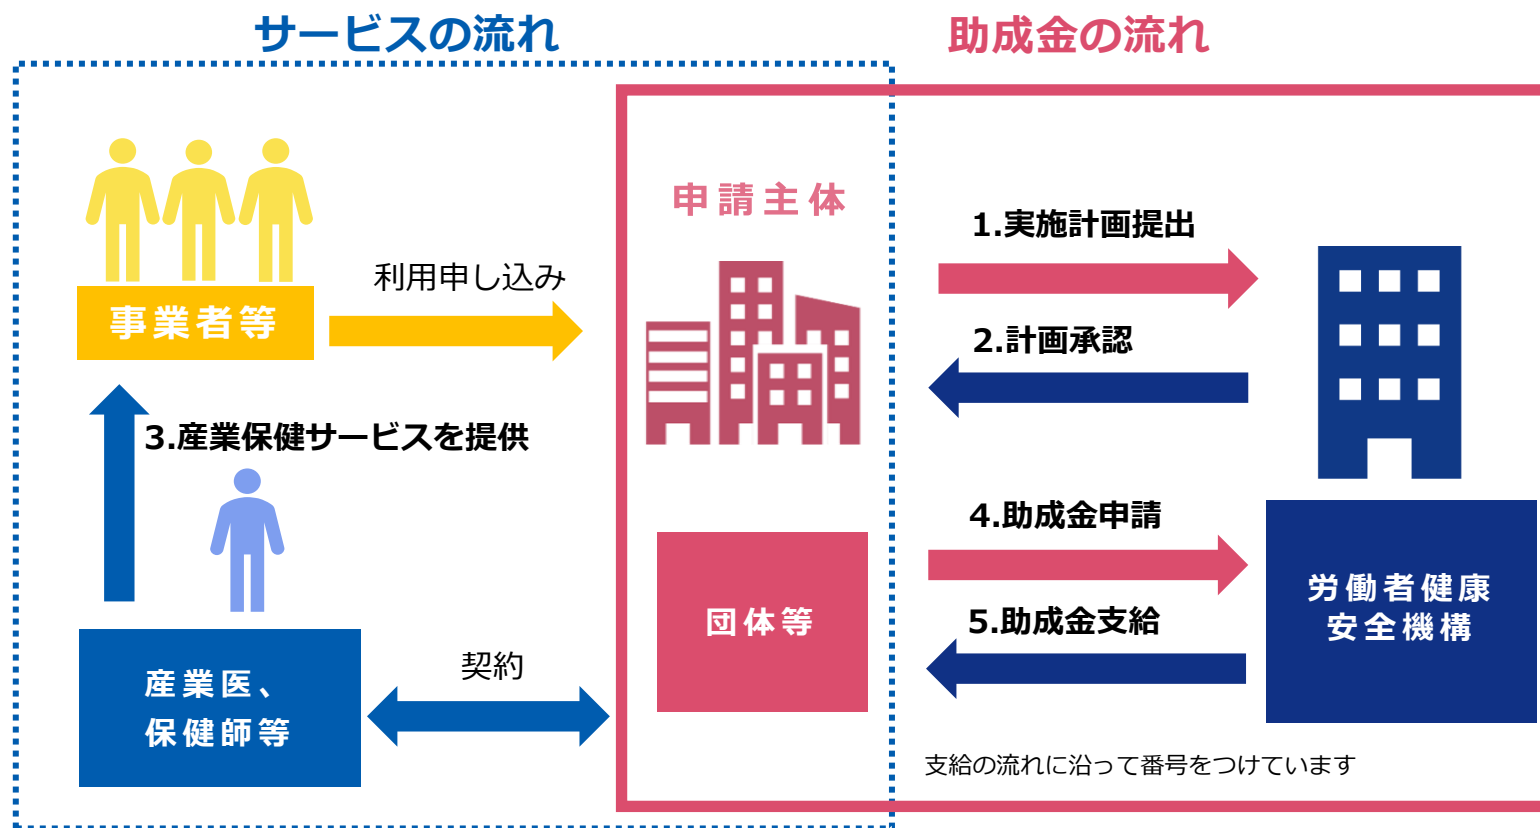 サービスの流れ
助成金の流れ
申請主体
1.実施計画提出
利用申し込み
事業者等
2.計画承認
3.産業保健サービスを提供
4.助成金申請
団体等
5.助成金支給
労働者健康
安全機構
契約
産業医、
保健師等
支給の流れに沿って番号をつけています